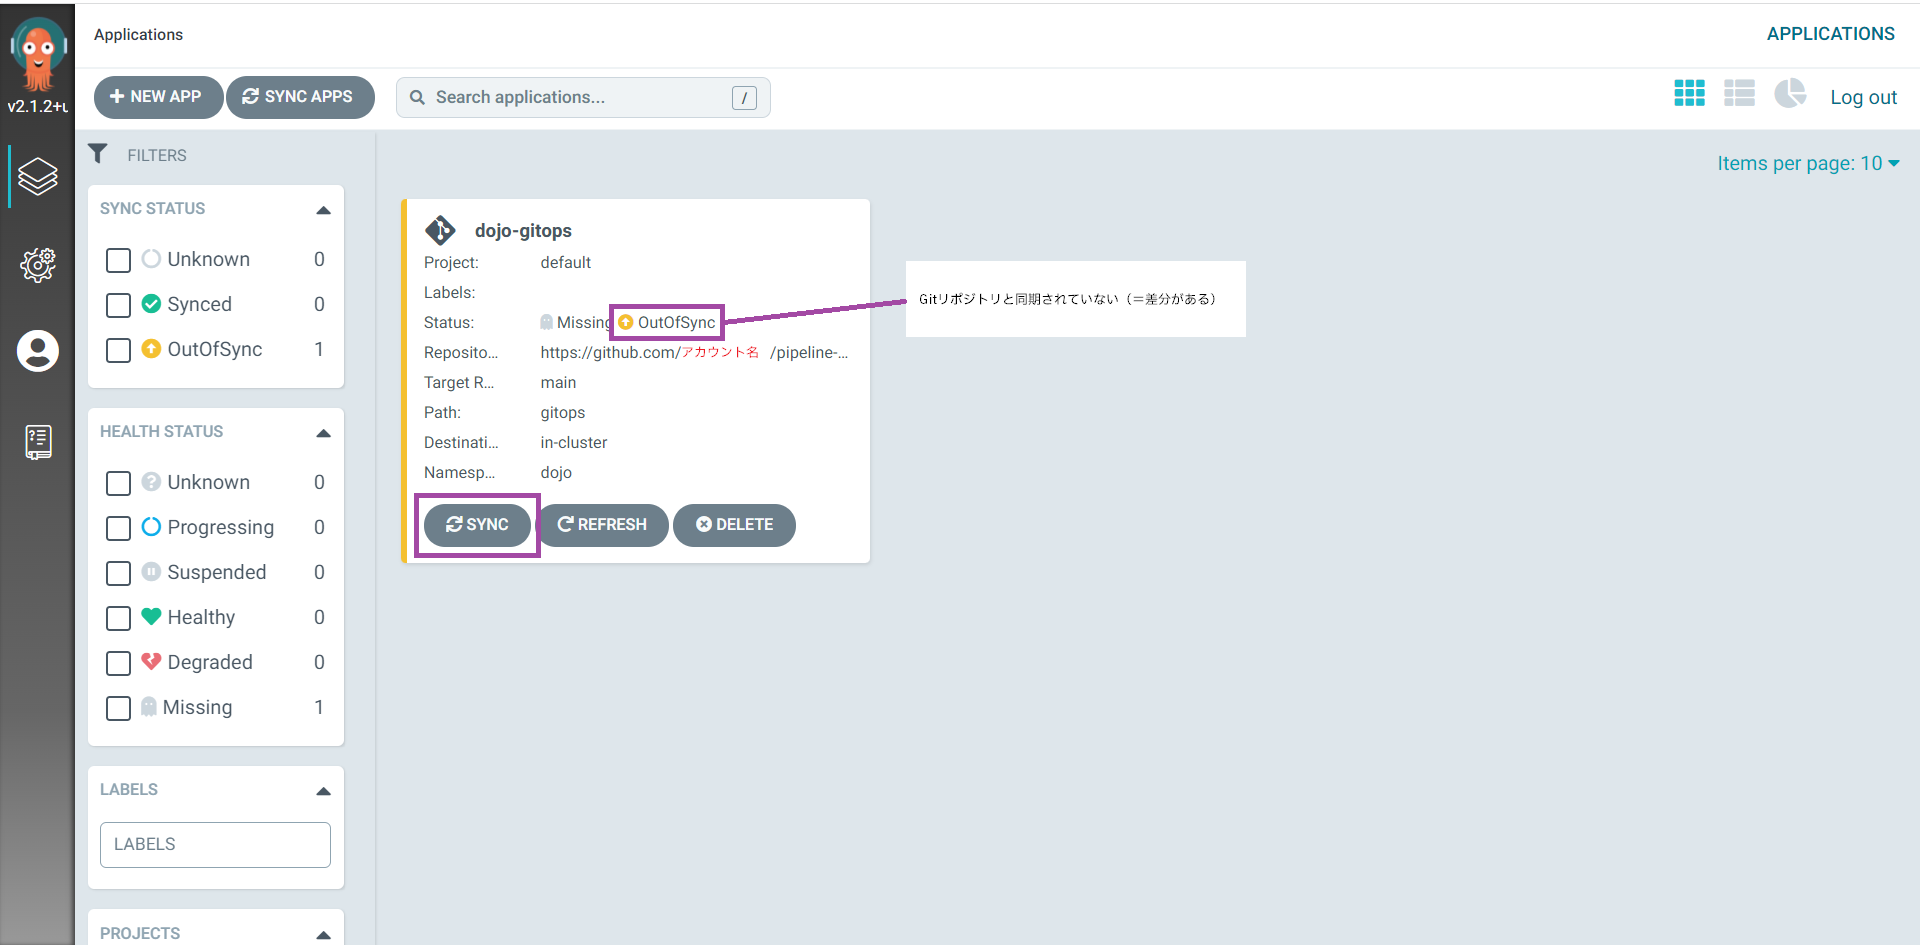 Applications
APPLICATIONS
v2.1.2+u
NEW APP
SYNC APPS
Search applications...
/
Log out
FILTERS
Items per page: 10
SYNC STATUS
Unknown 0
Synced 0
OutOfSync 1
HEALTH STATUS
Unknown 0
Progressing 0
Suspended 0
Healthy 0
Degraded 0
Missing 1
LABELS
LABELS
PROJECTS
dojo-gitops
Project: default
Labels:
Status: Missing OutOfSync
Reposito... https://github.com/アカウント名 /pipeline-...
Target R... main
Path: gitops
Destinati... in-cluster
Namesp... dojo
SYNC
REFRESH
DELETE
Gitリポジトリと同期されていない（＝差分がある）